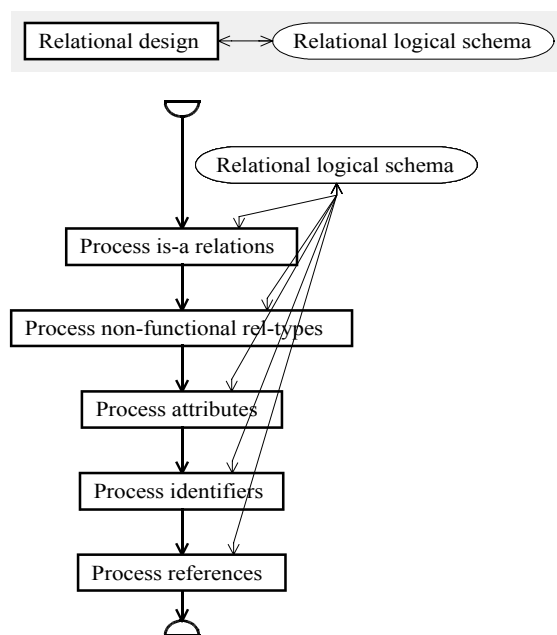 Relational design
Relational logical schema
Relational logical schema
Process is-a relations
Process non-functional rel-types
Process attributes
Process identifiers
Process references